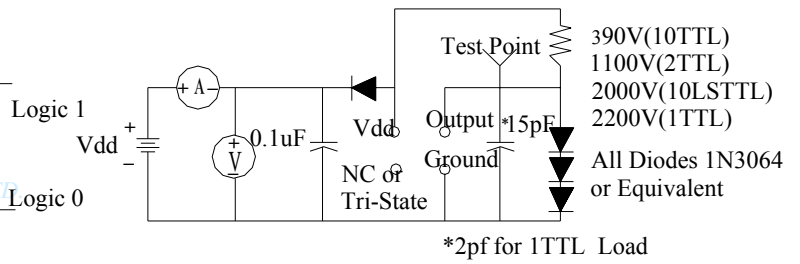 Logic 1
Logic 0
Vdd
+
−
+ A -
+
V
-
0.1uF
Vdd
NC or
Tri-State
Test Point
Output
Ground
*15pF
390V(10TTL)
1100V(2TTL)
2000V(10LSTTL)
2200V(1TTL)
All Diodes 1N3064
or Equivalent
*2pf for 1TTL Load